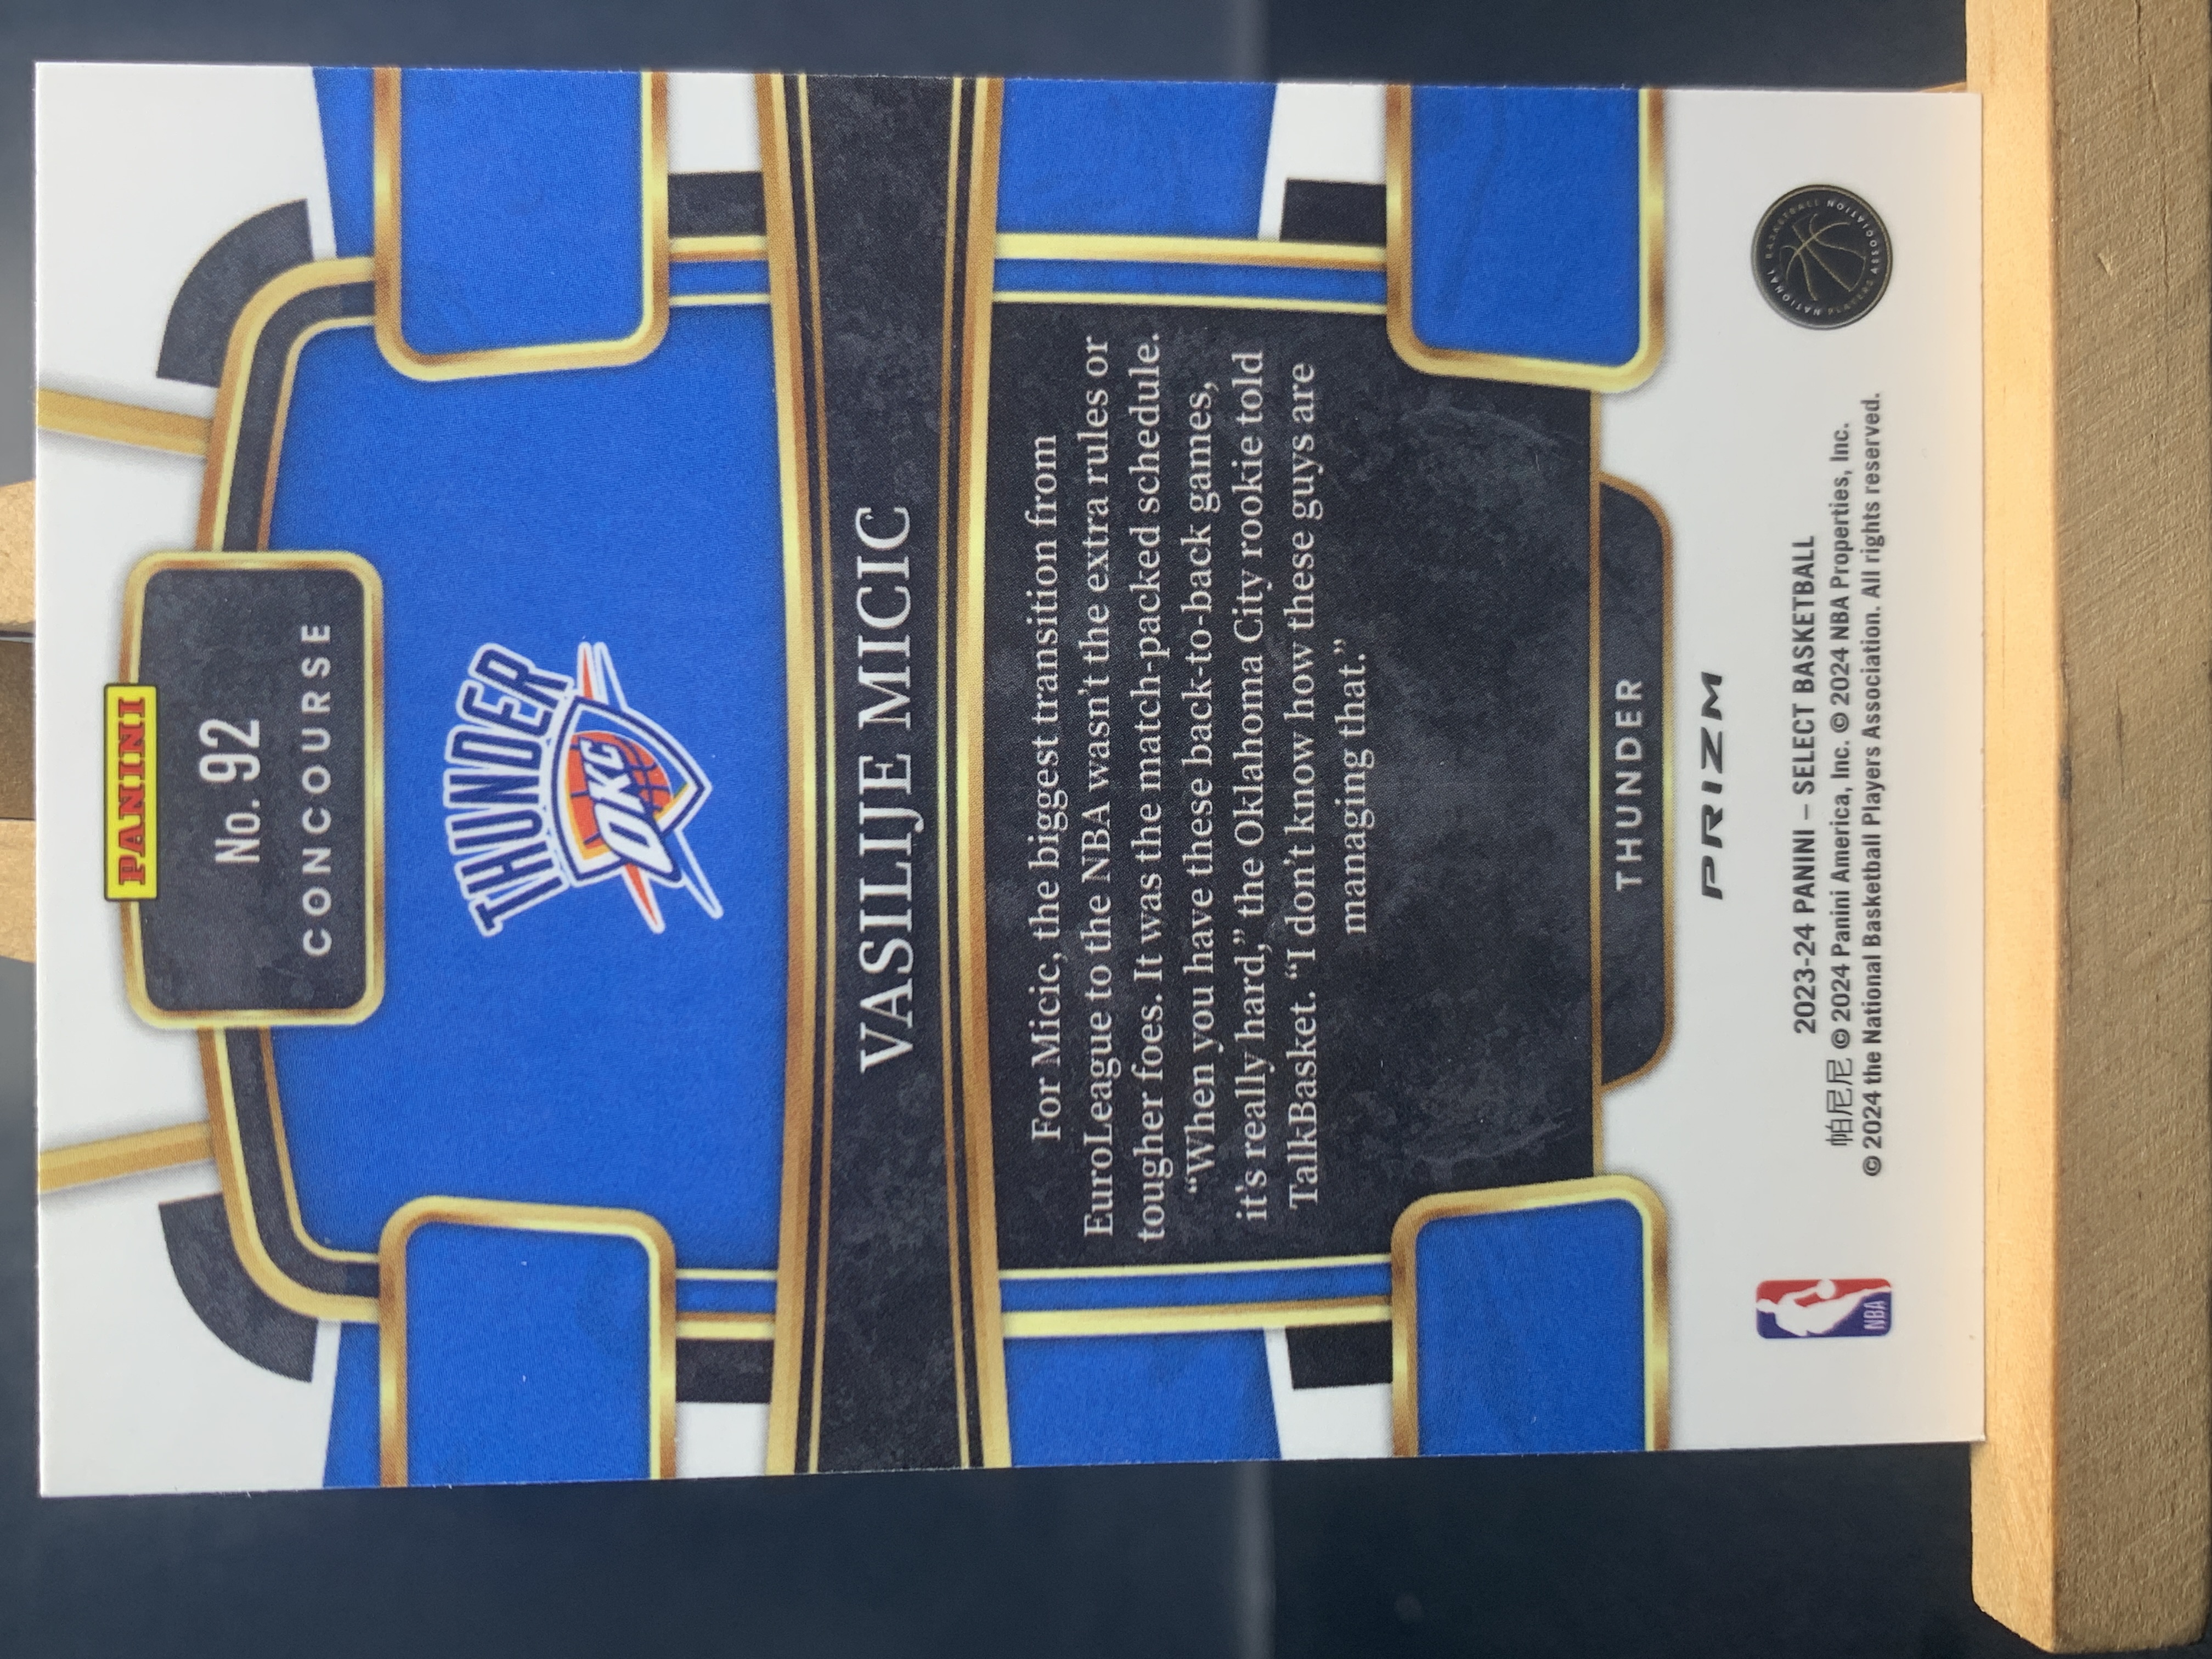 PANINI
No. 92
CONCOURSE
THUNDER
OKC
VASILIJE MICIC
For Micic, the biggest transition from
EuroLeague to the NBA wasn't the extra rules or
tougher foes. It was the match-packed schedule.
“When you have these back-to-back games,
it's really hard,” the Oklahoma City rookie told
TalkBasket. “I don't know how these guys are
managing that.”
THUNDER
PRIZM
2023-24 PANINI – SELECT BASKETBALL
帕尼尼 © 2024 Panini America, Inc. © 2024 NBA Properties, Inc.
© 2024 the National Basketball Players Association. All rights reserved.
NBA
NATIONAL BASKETBALL PLAYERS ASSOCIATION